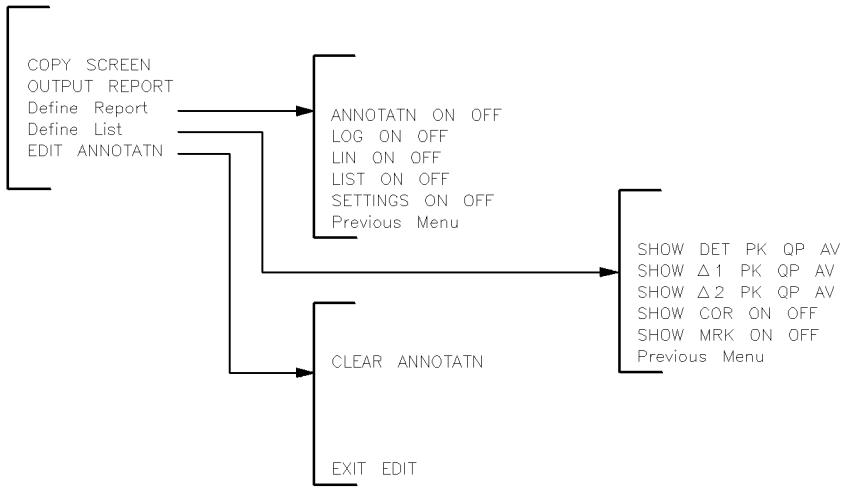 COPY SCREEN
OUTPUT REPORT
Define Report
Define List
EDIT ANNOTATN
ANNOTATN ON OFF
LOG ON OFF
LIN ON OFF
LIST ON OFF
SETTINGS ON OFF
Previous Menu
SHOW DET PK QP AV
SHOW △1 PK QP AV
SHOW △2 PK QP AV
SHOW COR ON OFF
SHOW MRK ON OFF
Previous Menu
CLEAR ANNOTATN
EXIT EDIT